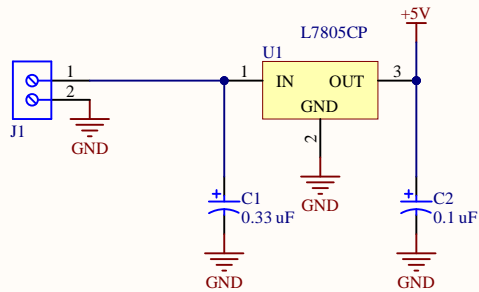 +5V
L7805CP
U1
1
2
J1
GND
1
IN
OUT
3
GND
2
GND
C1
0.33 uF
GND
C2
0.1 uF
GND